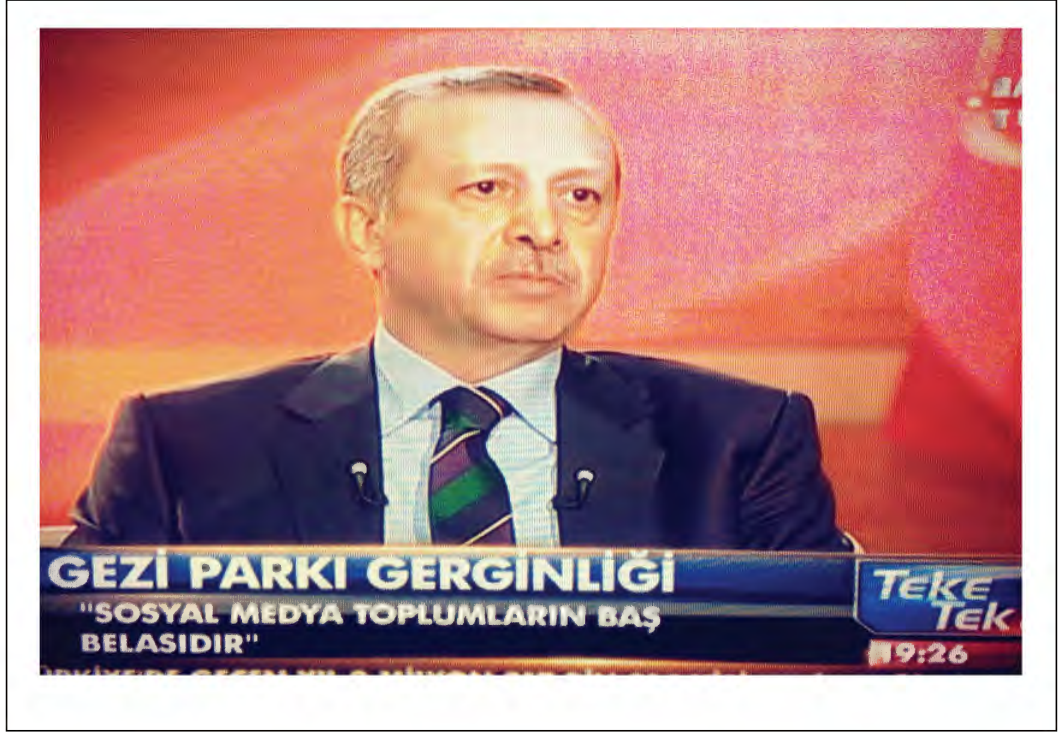 GEZİ PARKI GERGİNLİĞİ
"SOSYAL MEDYA TOPLUMLARIN BAŞ
BELASIDIR"
TEKE
TEK
19:26